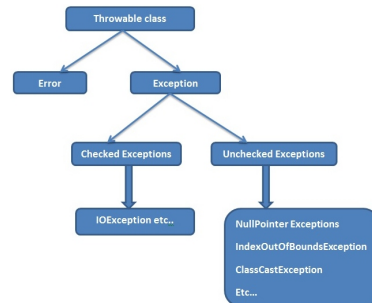 Throwable class
Error
Exception
Checked Exceptions
Unchecked Exceptions
IOException etc..
NullPointer Exceptions
IndexOutOfBoundsException
ClassCastException
Etc...